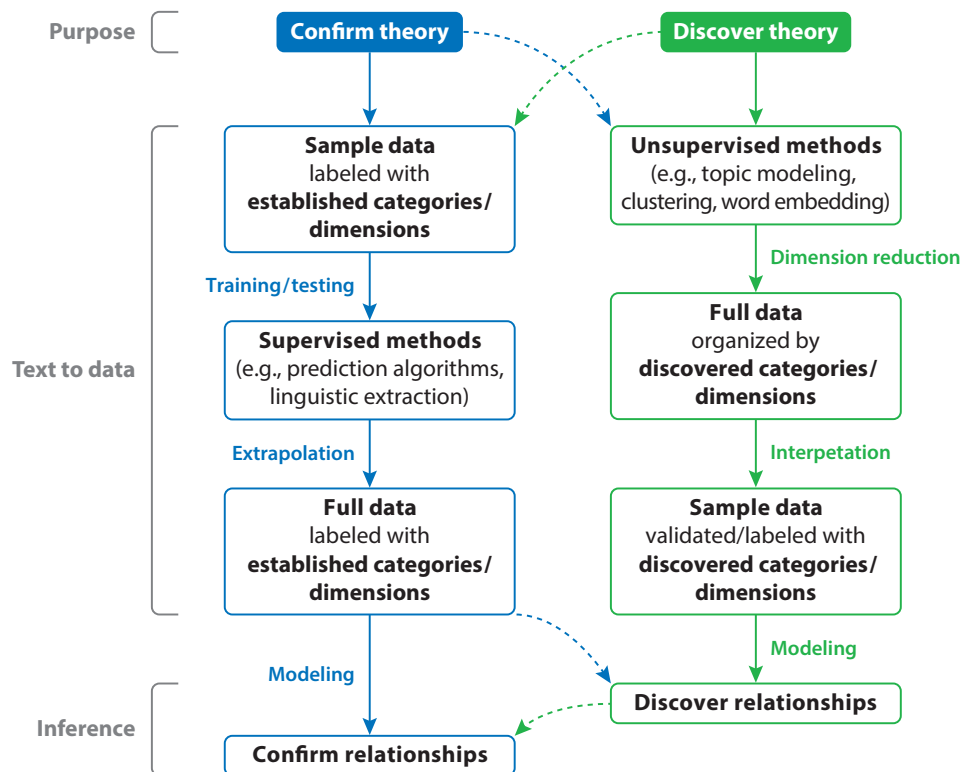 Purpose
Confirm theory
Discover theory
Text to data
Sample data
labeled with
established categories/
dimensions
Training/testing
Supervised methods
(e.g., prediction algorithms,
linguistic extraction)
Extrapolation
Full data
labeled with
established categories/
dimensions
Modeling
Unsupervised methods
(e.g., topic modeling,
clustering, word embedding)
Dimension reduction
Full data
organized by
discovered categories/
dimensions
Interpetation
Sample data
validated/labeled with
discovered categories/
dimensions
Modeling
Inference
Discover relationships
Confirm relationships